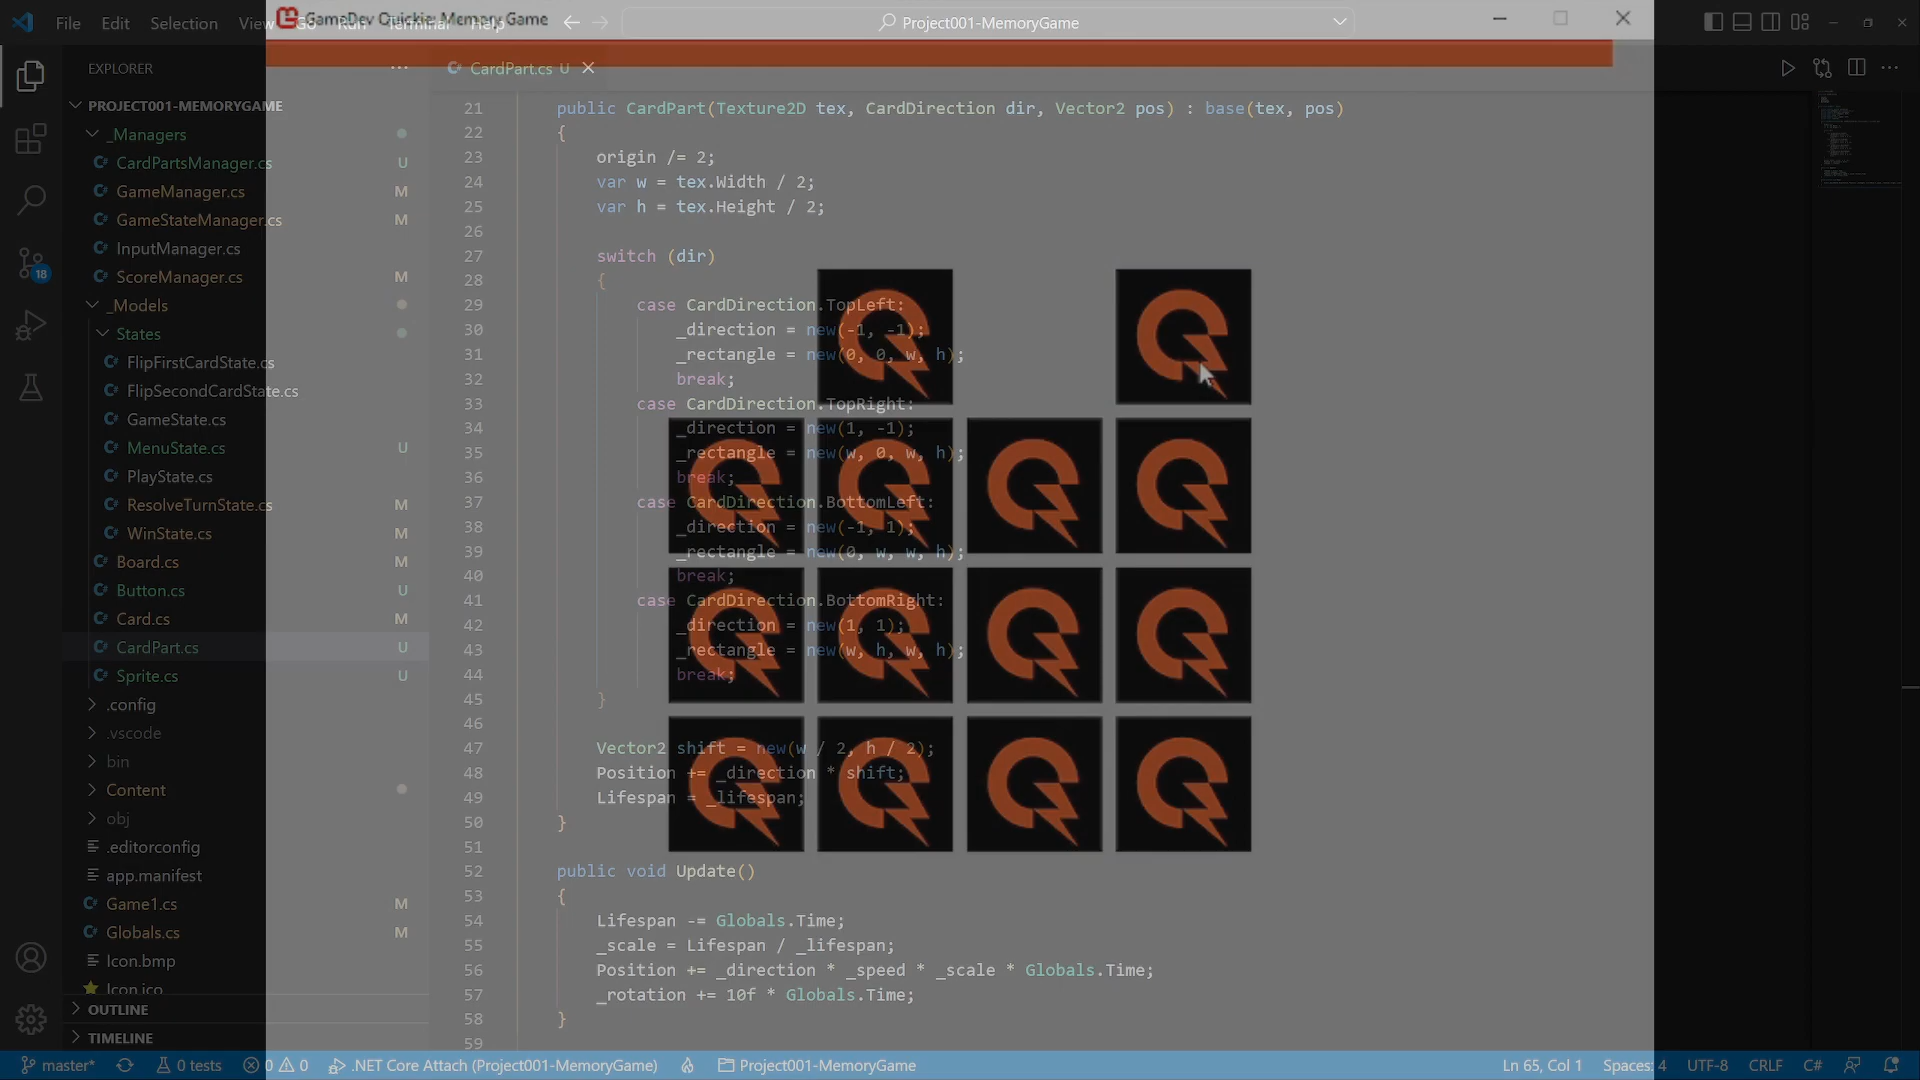 GameDev Quickie: Memory Game
File Edit Selection View Go Run Terminal Help
Project001-MemoryGame
EXPLORER
CardPart.cs U
PROJECT001-MEMORYGAME
_Managers
CardPartsManager.cs U
GameManager.cs M
GameStateManager.cs M
InputManager.cs
ScoreManager.cs M
_Models
States
FlipFirstCardState.cs
FlipSecondCardState.cs
GameState.cs
MenuState.cs U
PlayState.cs
ResolveTurnState.cs M
WinState.cs M
Board.cs M
Button.cs U
Card.cs M
CardPart.cs U
Sprite.cs U
.config
.vscode
bin
Content
obj
.editorconfig
app.manifest
Game1.cs M
Globals.cs M
Icon.bmp
Icon.ico
OUTLINE
TIMELINE
18
21 public CardPart(Texture2D tex, CardDirection dir, Vector2 pos) : base(tex, pos)
22 {
23 origin /= 2;
24 var w = tex.Width / 2;
25 var h = tex.Height / 2;
26
27 switch (dir)
28 {
29 case CardDirection.TopLeft:
30 _direction = new(-1, -1);
31 _rectangle = new(0, 0, w, h);
32 break;
33 case CardDirection.TopRight:
34 _direction = new(1, -1);
35 _rectangle = new(w, 0, w, h);
36 break;
37 case CardDirection.BottomLeft:
38 _direction = new(-1, 1);
39 _rectangle = new(0, w, w, h);
40 break;
41 case CardDirection.BottomRight:
42 _direction = new(1, 1);
43 _rectangle = new(w, h, w, h);
44 break;
45 }
46
47 Vector2 shift = new(w / 2, h / 2);
48 Position += _direction * shift;
49 Lifespan = _lifespan;
50 }
51
52 public void Update()
53 {
54 Lifespan -= Globals.Time;
55 _scale = Lifespan / _lifespan;
56 Position += _direction * _speed * _scale * Globals.Time;
57 _rotation += 10f * Globals.Time;
58 }
59
master* 0 tests 0 0 .NET Core Attach (Project001-MemoryGame) Project001-MemoryGame Ln 65, Col 1 Spaces: 4 UTF-8 CRLF C#